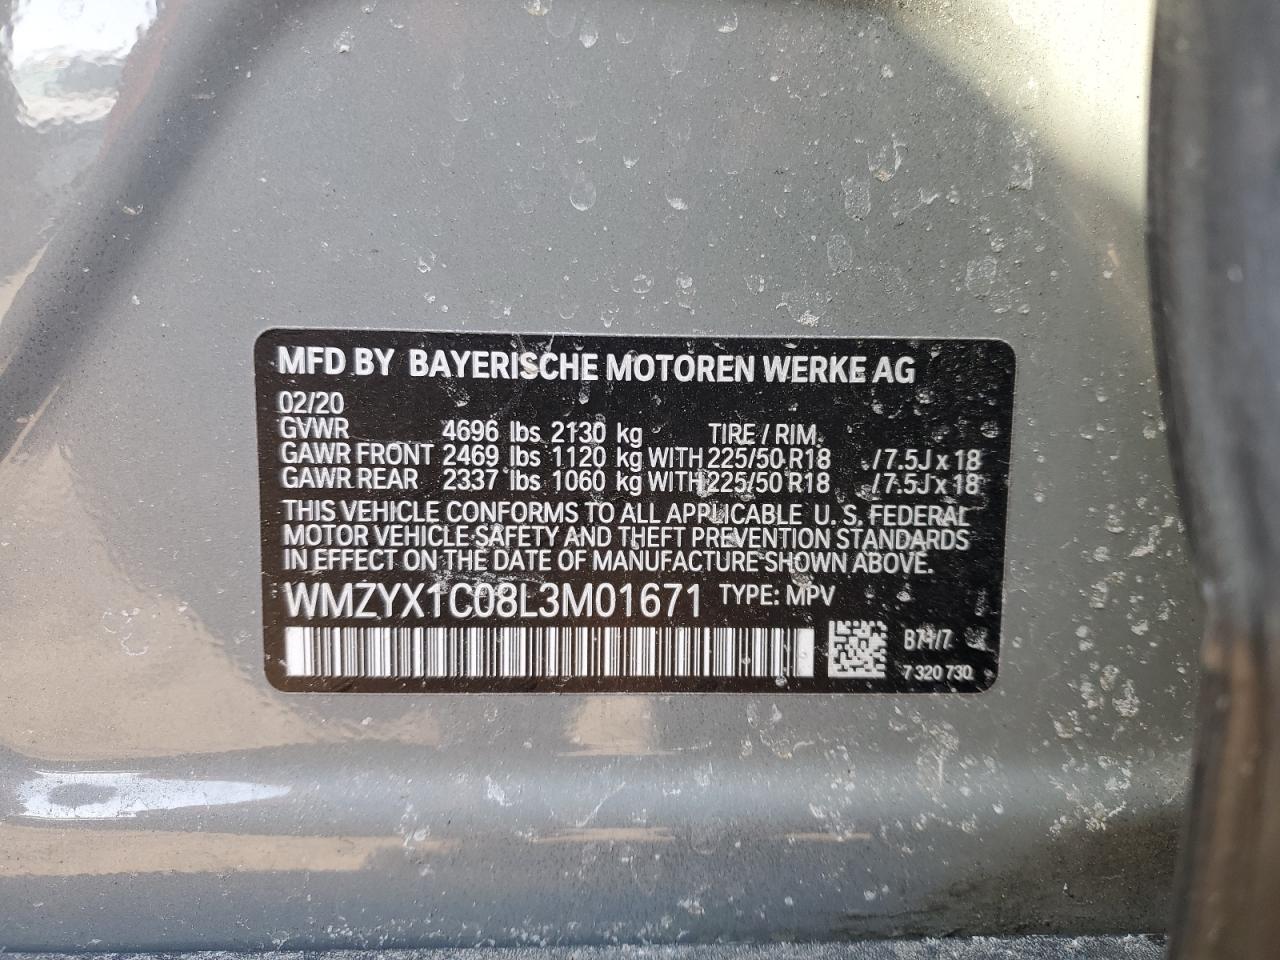 MFD BY BAYERISCHE MOTOREN WERKE AG
02/20
GVWR 4696 lbs 2130 kg TIRE / RIM
GAWR FRONT 2469 lbs 1120 kg WITH 225/50 R18 /7.5J x 18
GAWR REAR 2337 lbs 1060 kg WITH 225/50 R18 /7.5J x 18
THIS VEHICLE CONFORMS TO ALL APPLICABLE U. S. FEDERAL
MOTOR VEHICLE SAFETY AND THEFT PREVENTION STANDARDS
IN EFFECT ON THE DATE OF MANUFACTURE SHOWN ABOVE.
WMZYX1C08L3M01671 TYPE: MPV
7 320 730